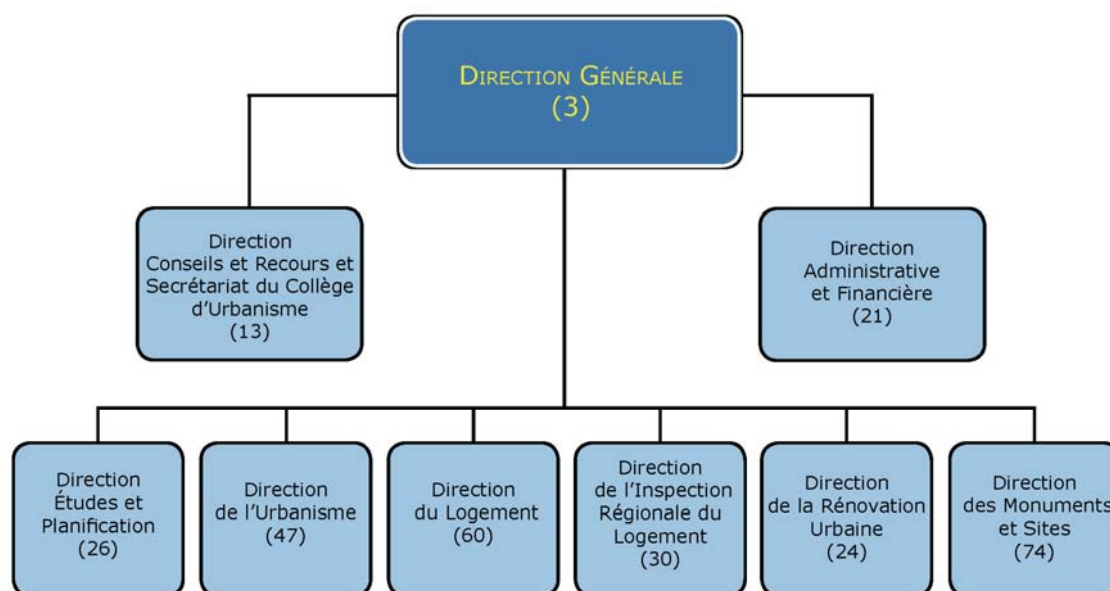 DIRECTION GÉNÉRALE
(3)
Direction
Conseils et Recours et
Secrétariat du Collège
d'Urbanisme
(13)
Direction
Administrative
et Financière
(21)
Direction
Études et
Planification
(26)
Direction
de l'Urbanisme
(47)
Direction
du Logement
(60)
Direction
de l'Inspection
Régionale du
Logement
(30)
Direction
de la Rénovation
Urbaine
(24)
Direction
des Monuments
et Sites
(74)